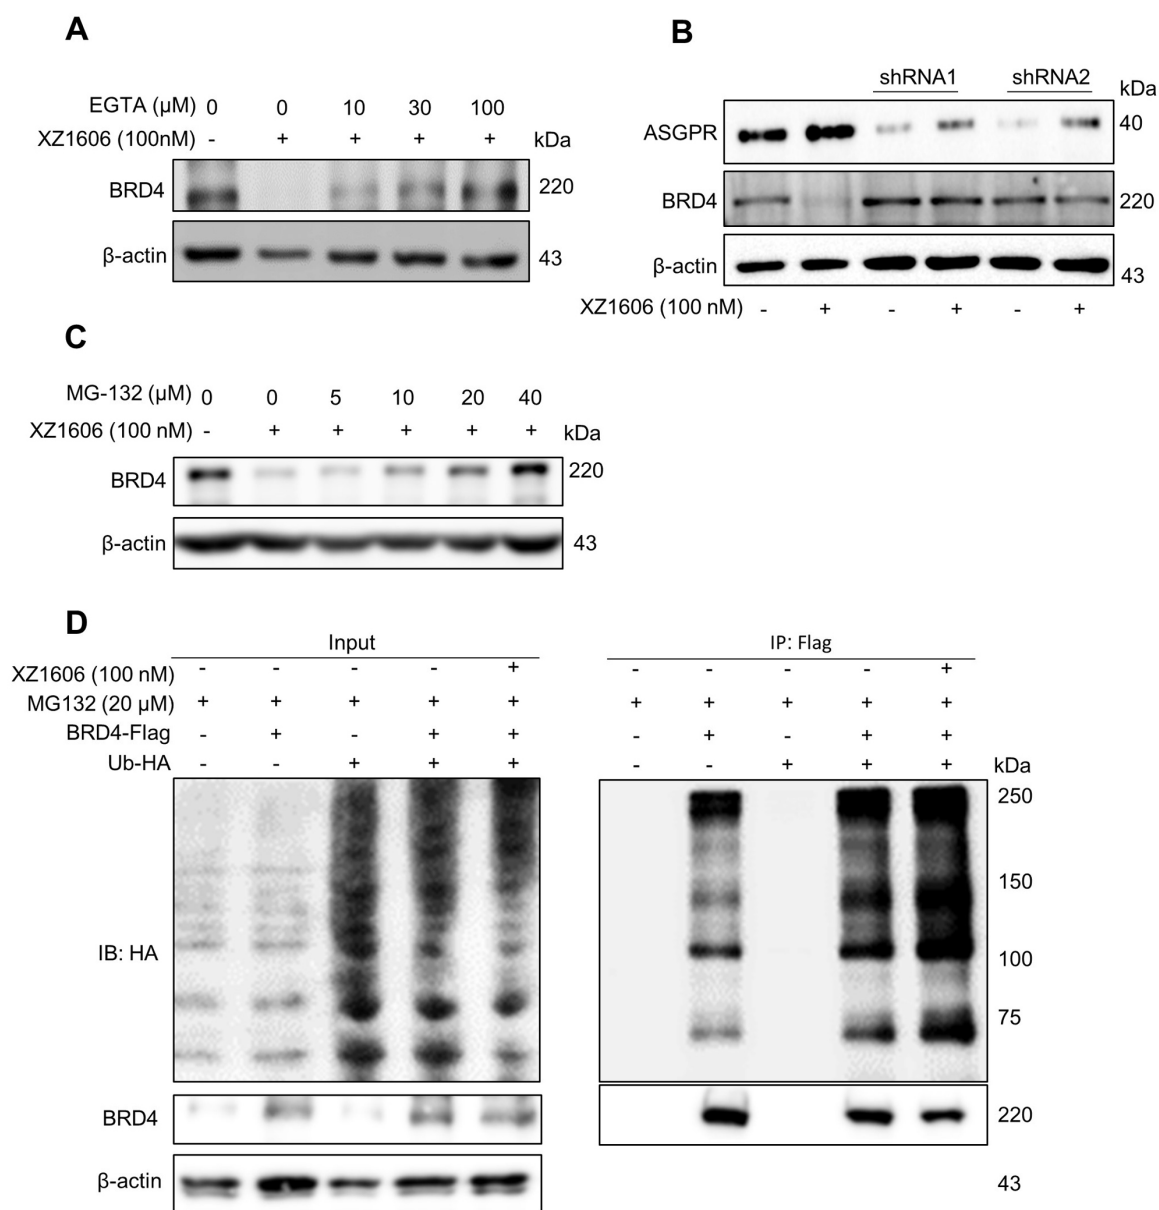 A
EGTA (µM) 0 0 10 30 100
XZ1606 (100nM) - + + + + kDa
BRD4 220
β-actin 43
B
shRNA1 shRNA2
kDa
ASGPR 40
BRD4 220
β-actin 43
XZ1606 (100 nM) - + - + - +
C
MG-132 (µM) 0 0 5 10 20 40
XZ1606 (100 nM) - + + + + + kDa
BRD4 220
β-actin 43
D
Input IP: Flag
XZ1606 (100 nM) - - - - + - - - - +
MG132 (20 µM) + + + + + + + + + +
BRD4-Flag - + - + + - + - + +
Ub-HA - - + + + - - + + + kDa
250
150
IB: HA 100
75
BRD4 220
β-actin 43